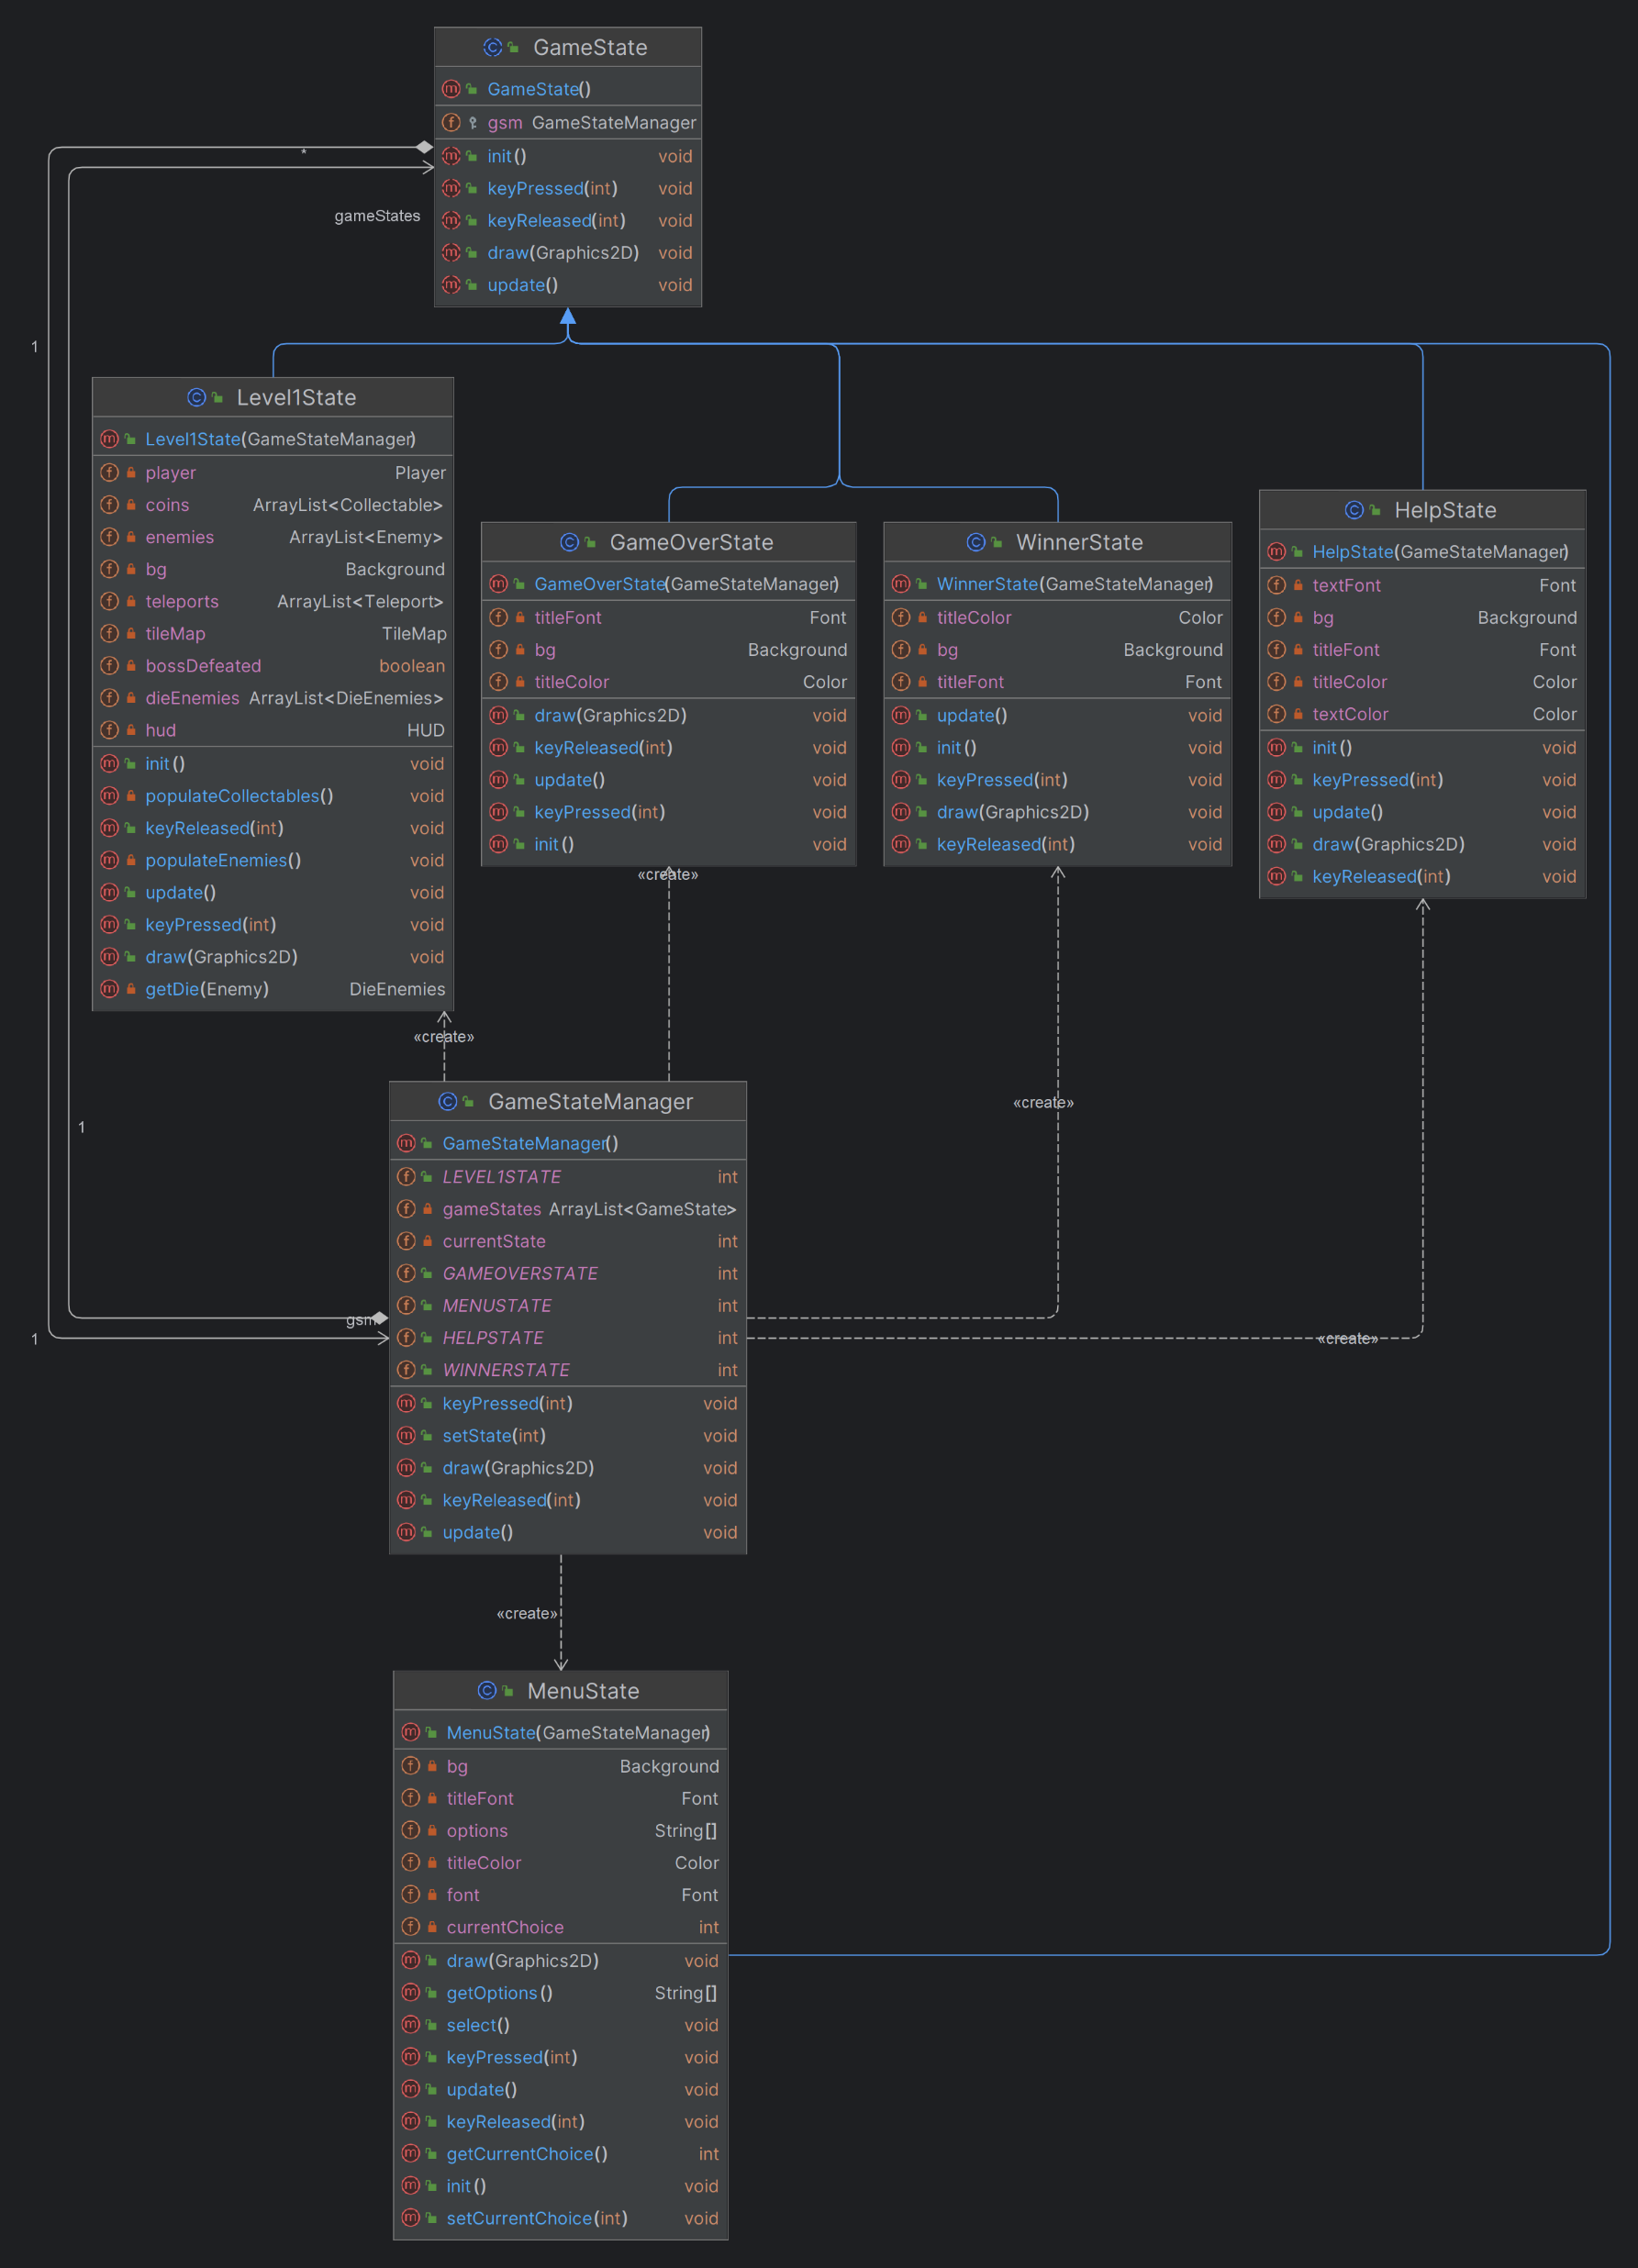 GameState
GameState()
gsm GameStateManager
init() void
keyPressed(int) void
keyReleased(int) void
draw(Graphics2D) void
update() void
*
gameStates
1
Level1State
Level1State(GameStateManager)
player Player
coins ArrayList<Collectable>
enemies ArrayList<Enemy>
bg Background
teleports ArrayList<Teleport>
tileMap TileMap
bossDefeated boolean
dieEnemies ArrayList<DieEnemies>
hud HUD
init() void
populateCollectables() void
keyReleased(int) void
populateEnemies() void
update() void
keyPressed(int) void
draw(Graphics2D) void
getDie(Enemy) DieEnemies
GameOverState
GameOverState(GameStateManager)
titleFont Font
bg Background
titleColor Color
draw(Graphics2D) void
keyReleased(int) void
update() void
keyPressed(int) void
init() void
WinnerState
WinnerState(GameStateManager)
titleColor Color
bg Background
titleFont Font
update() void
init() void
keyPressed(int) void
draw(Graphics2D) void
keyReleased(int) void
HelpState
HelpState(GameStateManager)
textFont Font
bg Background
titleFont Font
titleColor Color
textColor Color
init() void
keyPressed(int) void
update() void
draw(Graphics2D) void
keyReleased(int) void
«create»
«create»
«create»
«create»
1
gsm
1
GameStateManager
GameStateManager()
LEVEL1STATE int
gameStates ArrayList<GameState>
currentState int
GAMEOVERSTATE int
MENUSTATE int
HELPSTATE int
WINNERSTATE int
keyPressed(int) void
setState(int) void
draw(Graphics2D) void
keyReleased(int) void
update() void
«create»
MenuState
MenuState(GameStateManager)
bg Background
titleFont Font
options String[]
titleColor Color
font Font
currentChoice int
draw(Graphics2D) void
getOptions() String[]
select() void
keyPressed(int) void
update() void
keyReleased(int) void
getCurrentChoice() int
init() void
setCurrentChoice(int) void